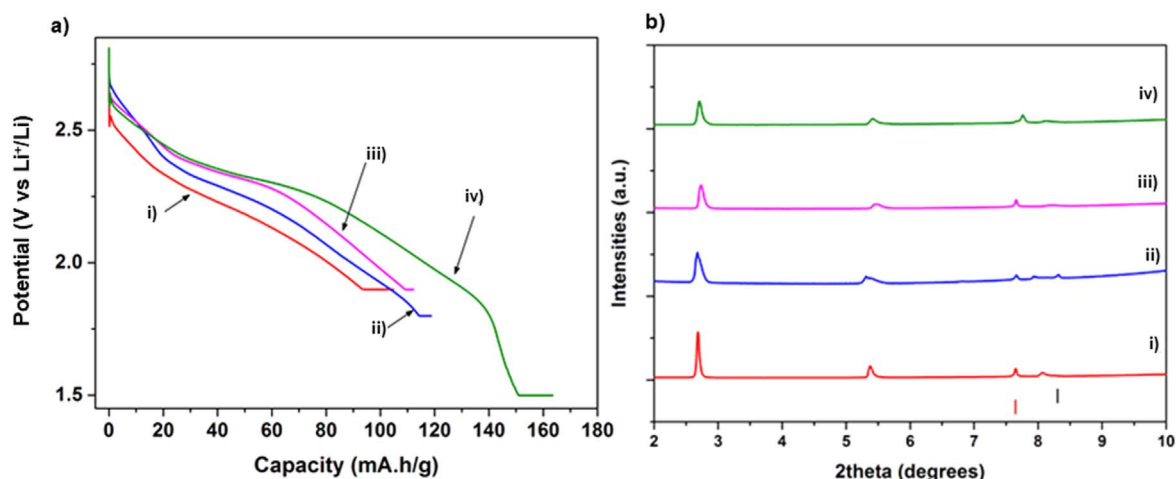 a)
Potential (V vs Li⁺/Li)
2.5
2.0
1.5
i)
ii)
iii)
iv)
0 20 40 60 80 100 120 140 160 180
Capacity (mA.h/g)
b)
Intensities (a.u.)
iv)
iii)
ii)
i)
2 3 4 5 6 7 8 9 10
2theta (degrees)